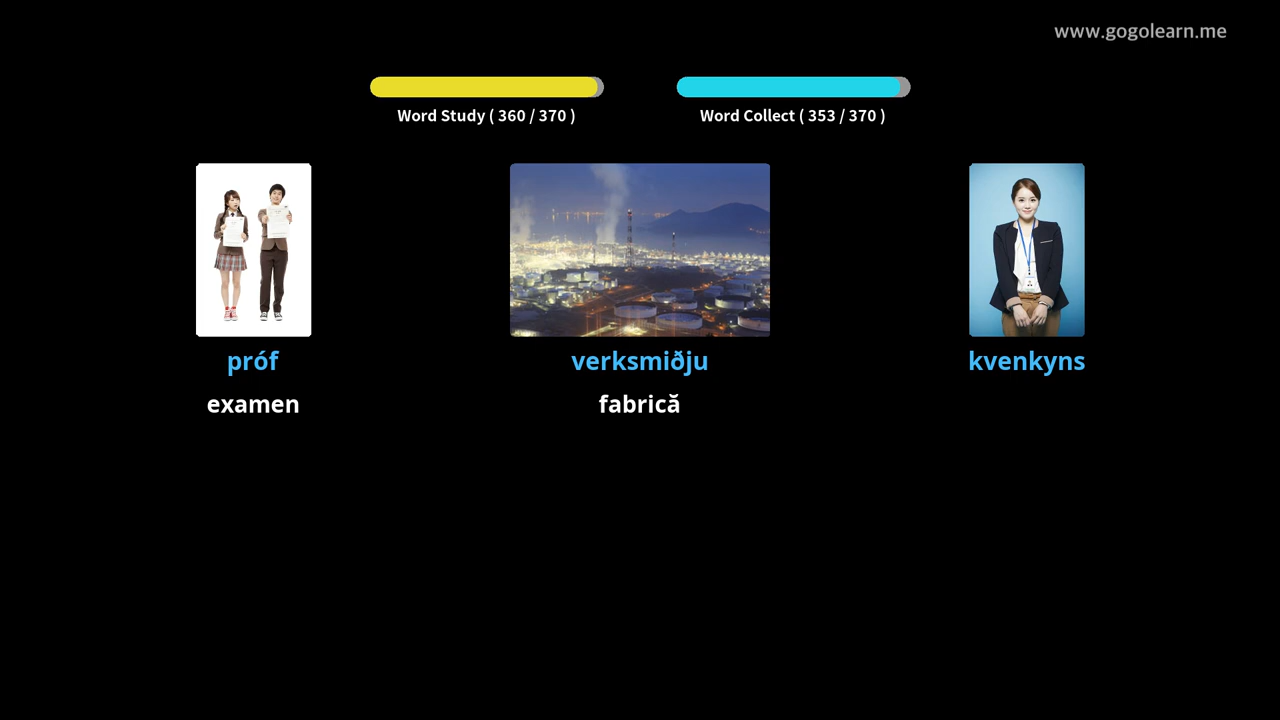 www.gogolearn.me
Word Study ( 360 / 370 )
Word Collect ( 353 / 370 )
próf
verksmiðju
kvenkyns
examen
fabrică